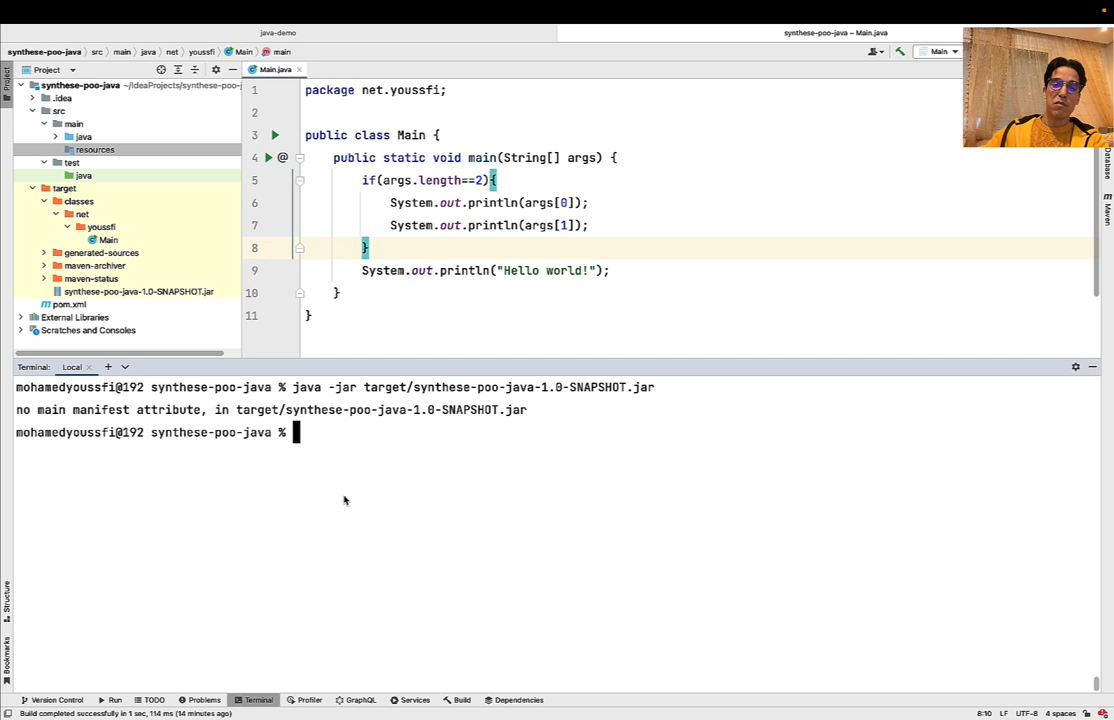 java-demo
synthese-poo-java – Main.java
synthese-poo-java › src › main › java › net › youssfi › Main › main
Main
Project
Main.java
synthese-poo-java ~/IdeaProjects/synthese-po
.idea
src
main
java
resources
test
java
target
classes
net
youssfi
Main
generated-sources
maven-archiver
maven-status
synthese-poo-java-1.0-SNAPSHOT.jar
pom.xml
External Libraries
Scratches and Consoles
1 package net.youssfi;
2
3 public class Main {
4 @ public static void main(String[] args) {
5 if(args.length==2){
6 System.out.println(args[0]);
7 System.out.println(args[1]);
8 }
9 System.out.println("Hello world!");
10 }
11 }
Project
Database
Maven
Terminal: Local × +
mohamedyoussfi@192 synthese-poo-java % java -jar target/synthese-poo-java-1.0-SNAPSHOT.jar
no main manifest attribute, in target/synthese-poo-java-1.0-SNAPSHOT.jar
mohamedyoussfi@192 synthese-poo-java %
Structure
Bookmarks
Version Control Run TODO Problems Terminal Profiler GraphQL Services Build Dependencies
Build completed successfully in 1 sec, 114 ms (14 minutes ago)
8:10 LF UTF-8 4 spaces